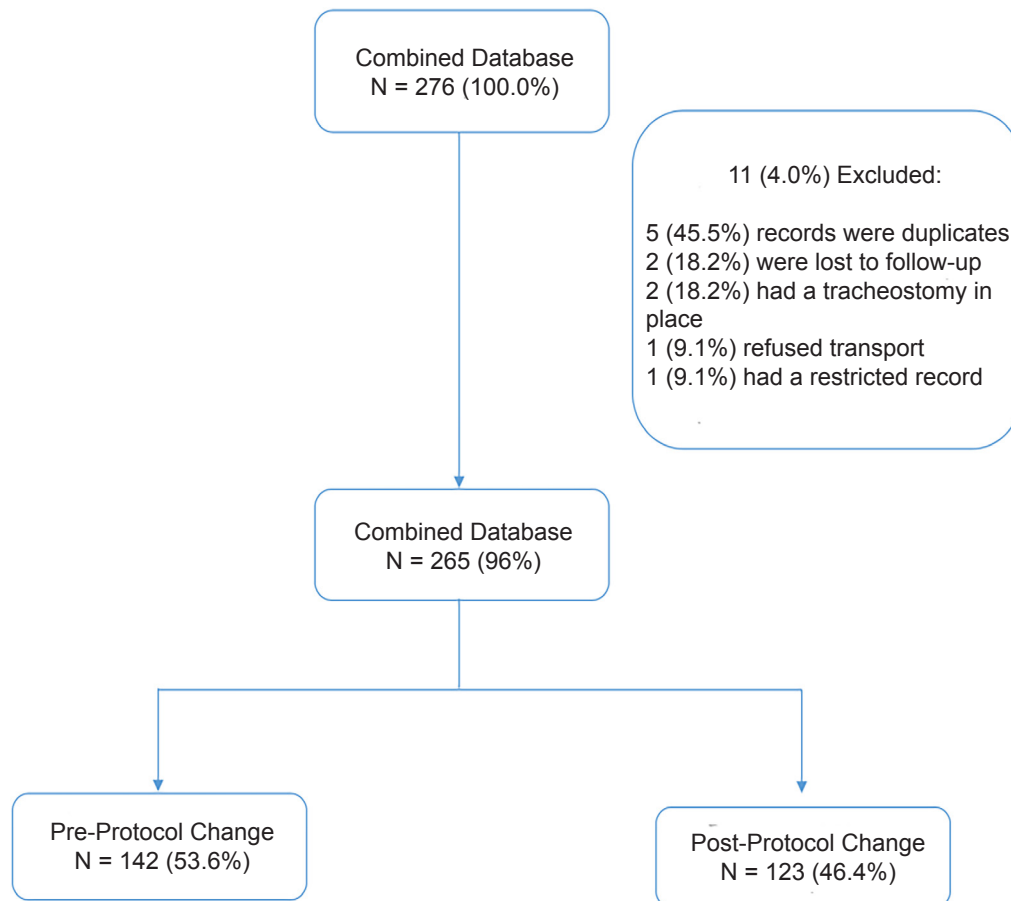 Combined Database
N = 276 (100.0%)
11 (4.0%) Excluded:
5 (45.5%) records were duplicates
2 (18.2%) were lost to follow-up
2 (18.2%) had a tracheostomy in
place
1 (9.1%) refused transport
1 (9.1%) had a restricted record
Combined Database
N = 265 (96%)
Pre-Protocol Change
N = 142 (53.6%)
Post-Protocol Change
N = 123 (46.4%)